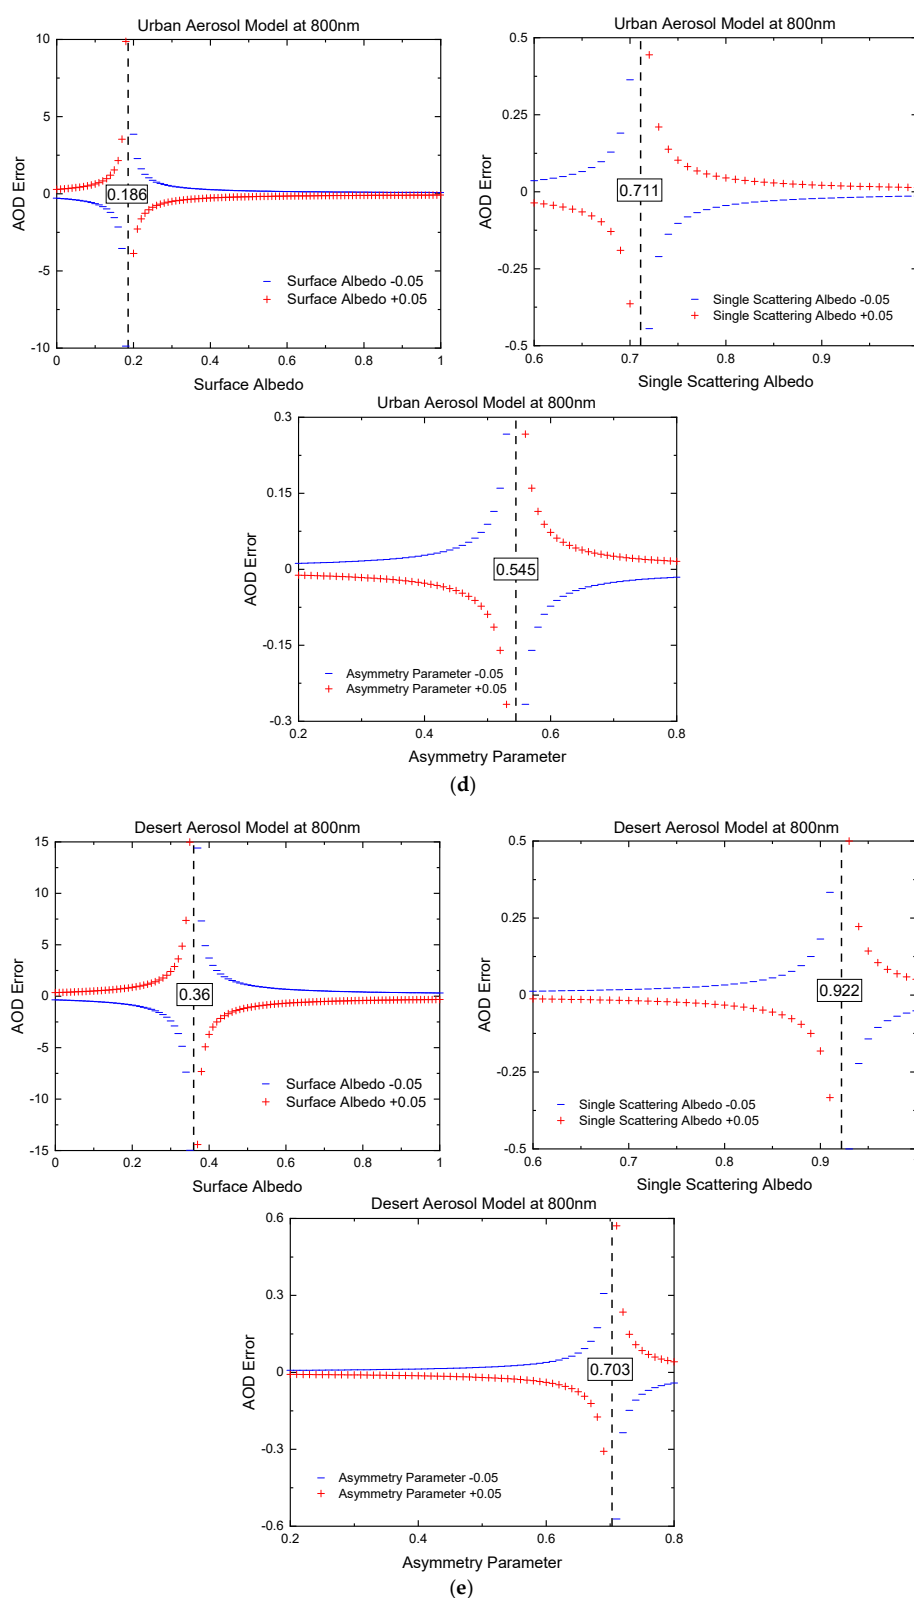 Urban Aerosol Model at 800nm
10
5
0
-5
-10
AOD Error
0.186
Surface Albedo -0.05
Surface Albedo +0.05
0 0.2 0.4 0.6 0.8 1
Surface Albedo
Urban Aerosol Model at 800nm
0.5
0.25
0
-0.25
-0.5
AOD Error
0.711
Single Scattering Albedo -0.05
Single Scattering Albedo +0.05
0.6 0.7 0.8 0.9
Single Scattering Albedo
Urban Aerosol Model at 800nm
0.3
0.15
0
-0.15
-0.3
AOD Error
0.545
Asymmetry Parameter -0.05
Asymmetry Parameter +0.05
0.2 0.4 0.6 0.8
Asymmetry Parameter
(d)
Desert Aerosol Model at 800nm
15
10
5
0
-5
-10
-15
AOD Error
0.36
Surface Albedo -0.05
Surface Albedo +0.05
0 0.2 0.4 0.6 0.8 1
Surface Albedo
Desert Aerosol Model at 800nm
0.5
0.25
0
-0.25
-0.5
AOD Error
0.922
Single Scattering Albedo -0.05
Single Scattering Albedo +0.05
0.6 0.7 0.8 0.9
Single Scattering Albedo
Desert Aerosol Model at 800nm
0.6
0.3
0
-0.3
-0.6
AOD Error
0.703
Asymmetry Parameter -0.05
Asymmetry Parameter +0.05
0.2 0.4 0.6 0.8
Asymmetry Parameter
(e)